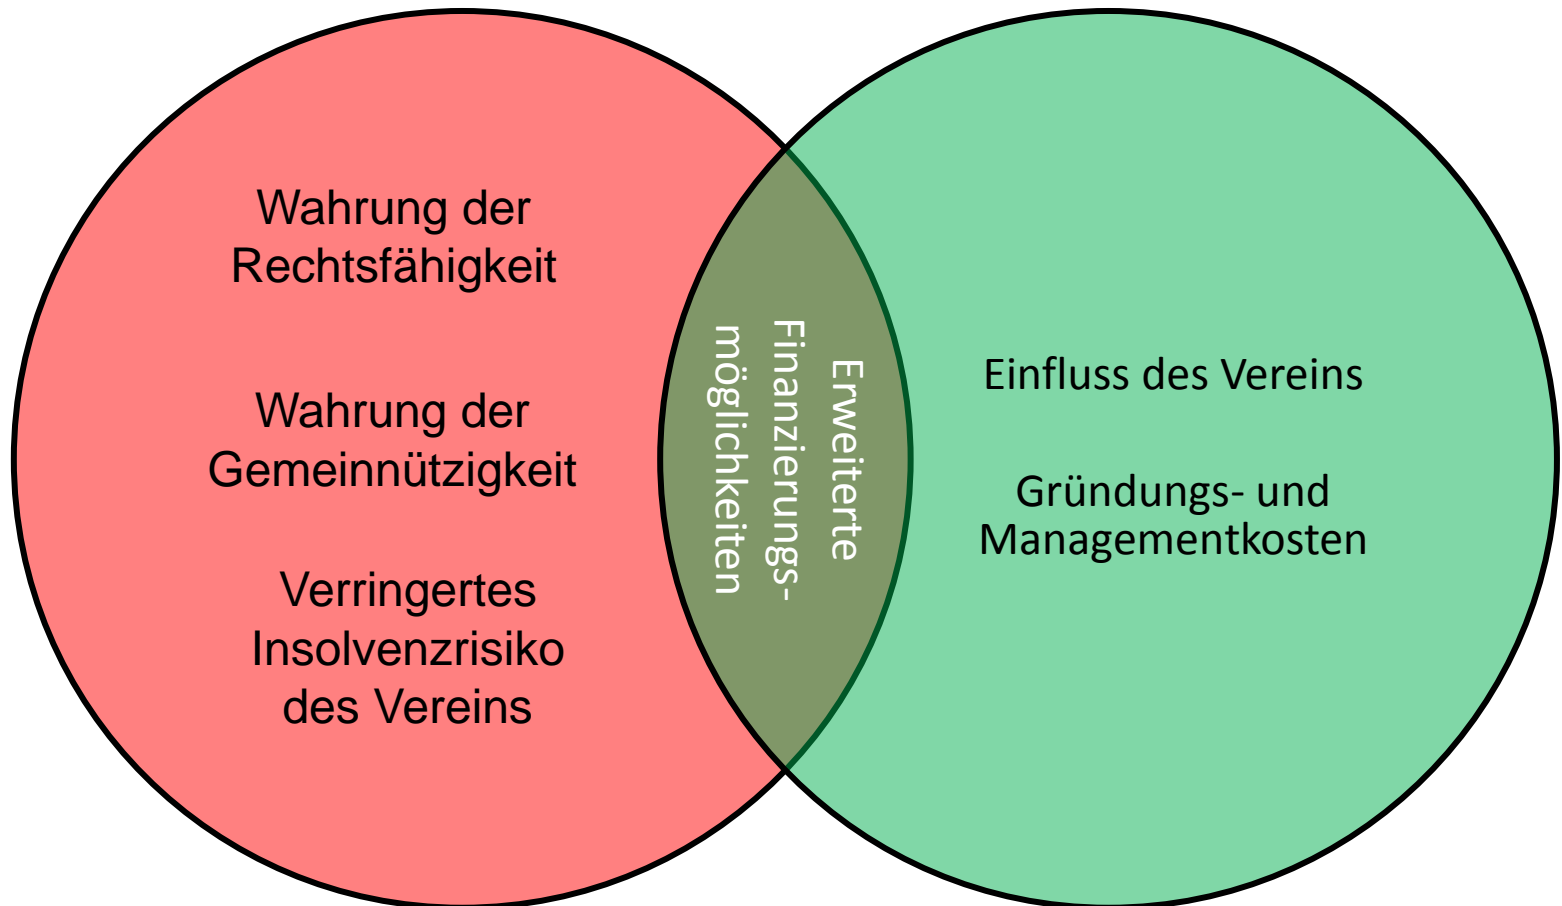 Wahrung der
Rechtsfähigkeit
Wahrung der
Gemeinnützigkeit
Verringertes
Insolvenzrisiko
des Vereins
Erweiterte
Finanzierungs-
möglichkeiten
Einfluss des Vereins
Gründungs- und
Managementkosten